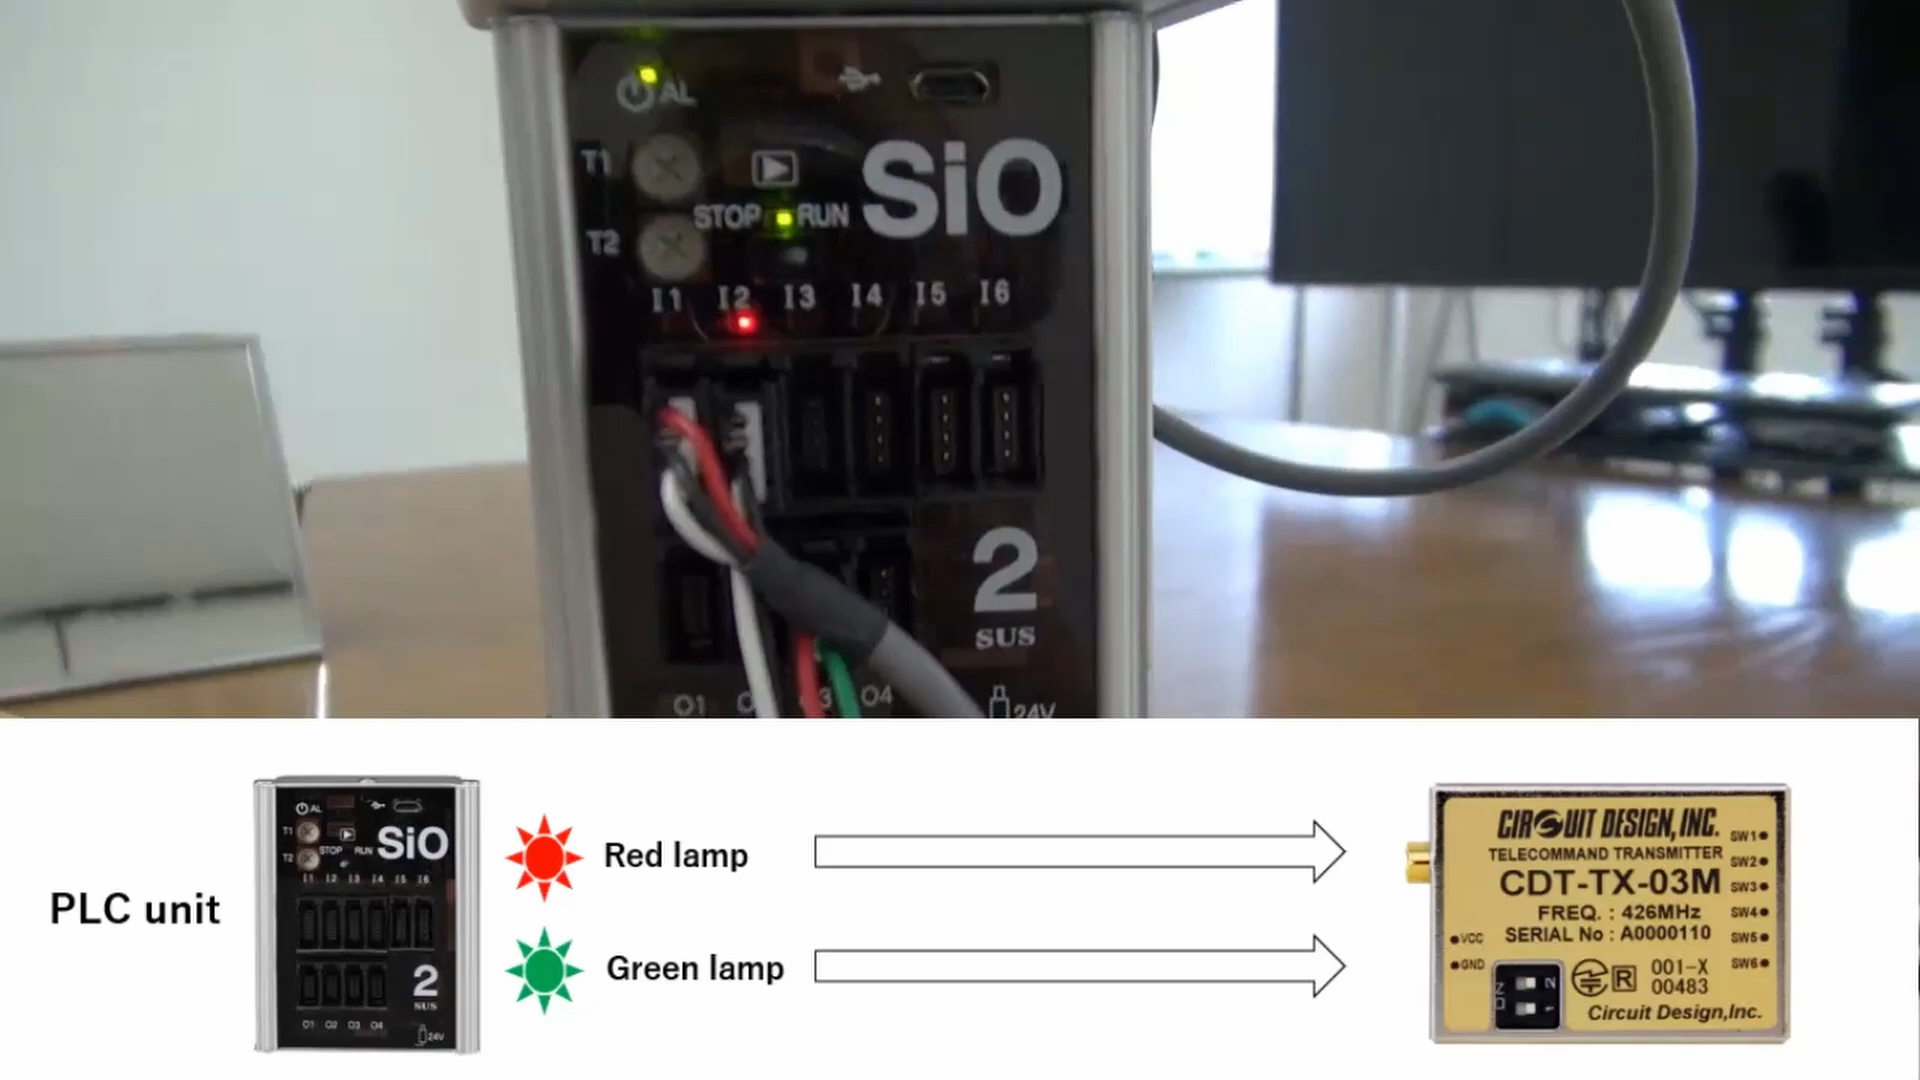 AL
T1
SiO
STOP RUN
T2
I1 I2 I3 I4 I5 I6
2
SUS
O1 3 O4
24V
PLC unit
AL
T1
SiO
T2
STOP RUN
I1 I2 I3 I4 I5 I6
2
SUS
O1 O2 O3 O4
24V
Red lamp
Green lamp
CIRCUIT DESIGN, INC.
TELECOMMAND TRANSMITTER
CDT-TX-03M
FREQ. : 426MHz
SERIAL No : A0000110
VCC
GND
SW1
SW2
SW3
SW4
SW5
SW6
R
001-X
00483
Circuit Design,Inc.